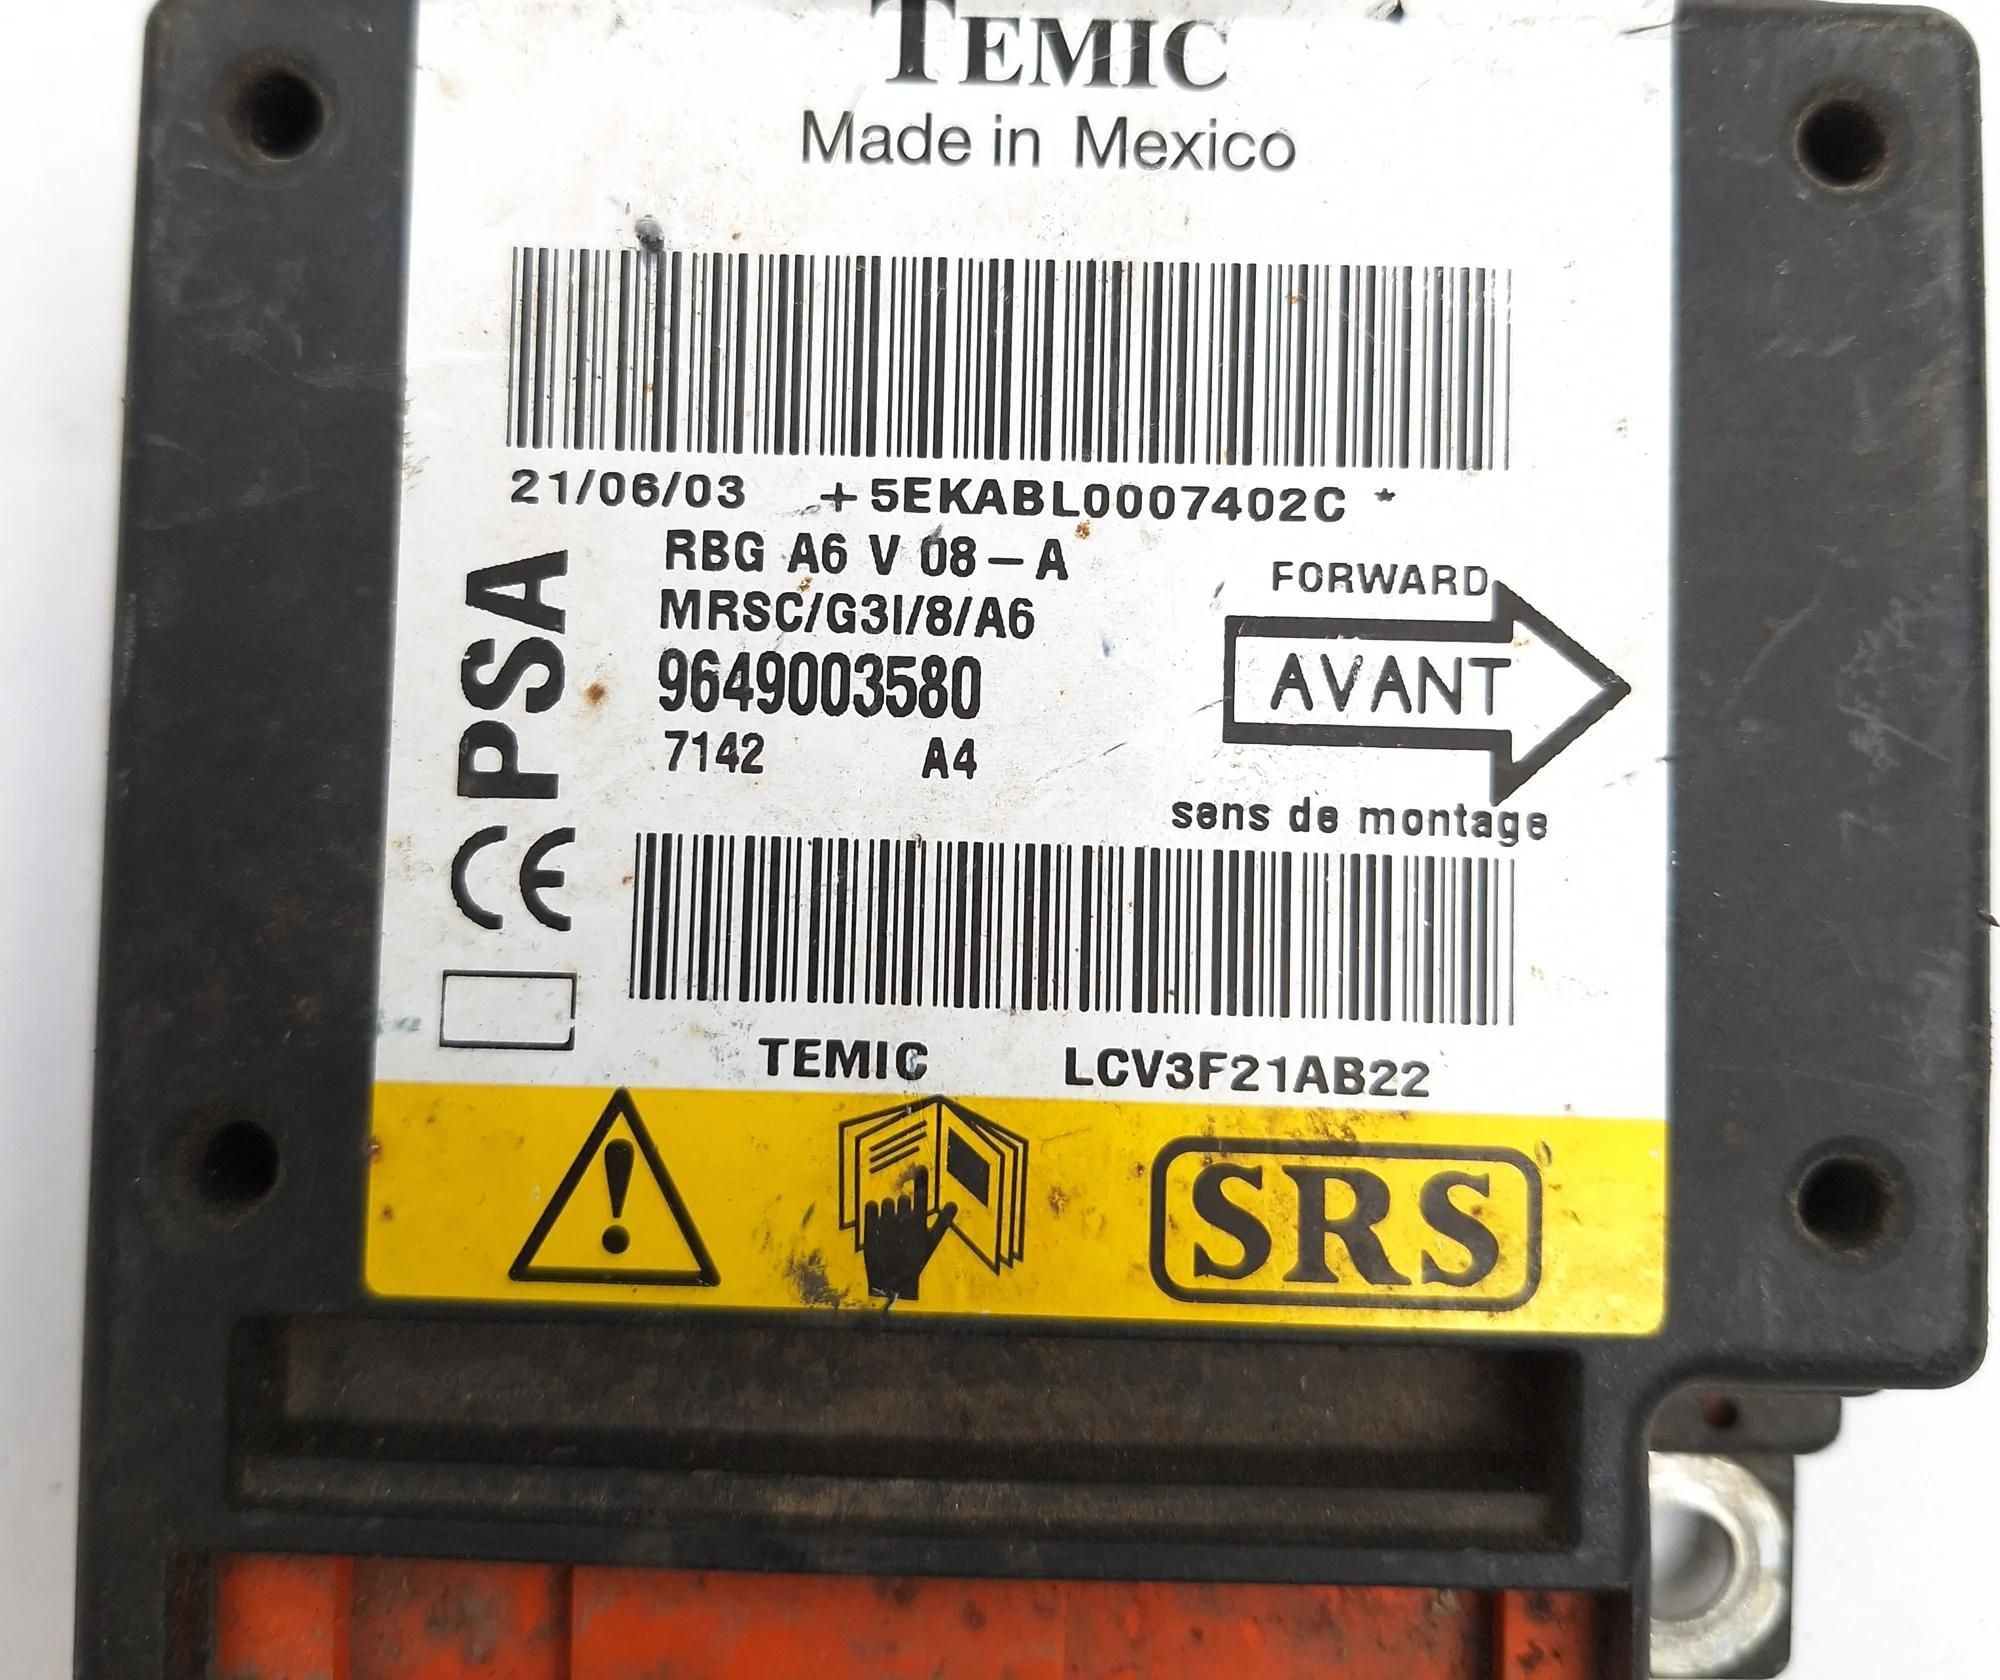 TEMIC
Made in Mexico
21/06/03 +5EKABL0007402C *
RBG A6 V 08-A
MRSC/G3I/8/A6
9649003580
7142 A4
PSA
CE
FORWARD
AVANT
sens de montage
TEMIC LCV3F21AB22
SRS